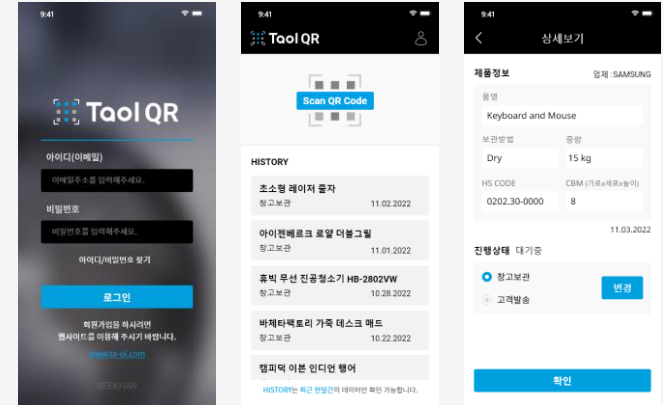 9:41
Taol QR
아이디(이메일)
이메일주소를 입력해주세요.
비밀번호
비밀번호를 입력해주세요.
아이디/비밀번호 찾기
로그인
회원가입을 하시려면
웹사이트를 이용해 주시기 바랍니다.
www.ta-ol.com
SEEKHAN
9:41
Taol QR
Scan QR Code
HISTORY
초소형 레이저 줄자
창고보관 11.02.2022
아이젠베르크 로얄 더블그릴
창고보관 11.01.2022
휴빅 무선 진공청소기 HB-2802VW
창고보관 10.28.2022
바체타팩토리 가죽 데스크 매드
창고보관 10.22.2022
캠피덕 이본 인디언 행어
HISTORY는 최근 한달간의 데이터만 확인 가능합니다.
9:41
상세보기
제품정보 업체 :SAMSUNG
품명
Keyboard and Mouse
보관방법 중량
Dry 15 kg
HS CODE CBM (가로x세로x높이)
0202.30-0000 8
11.03.2022
진행상태 대기중
창고보관
고객발송
변경
확인